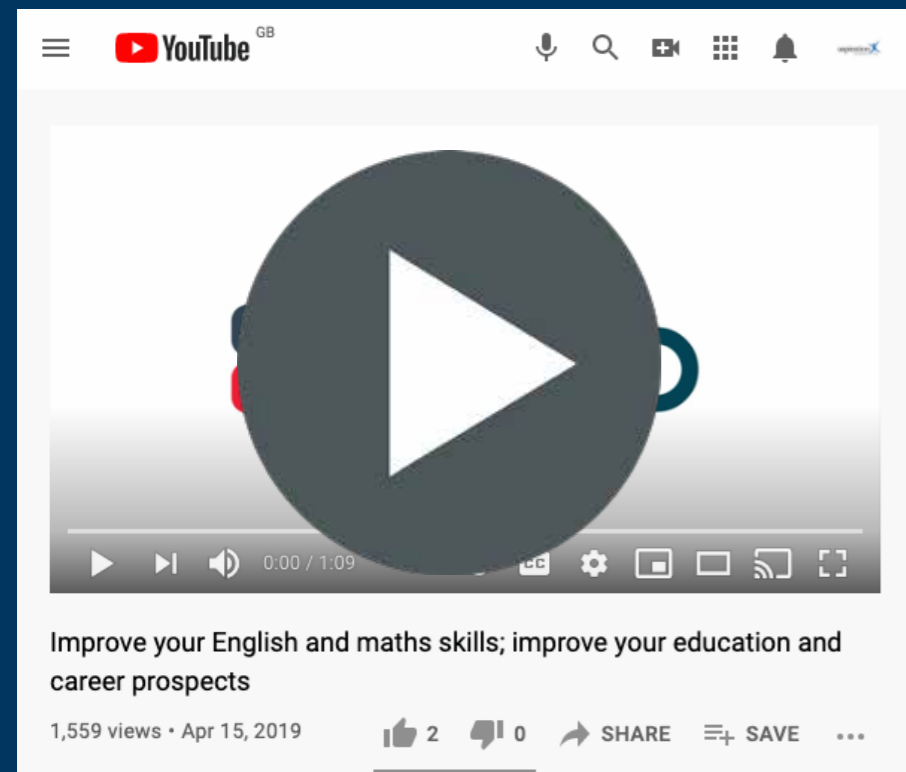 YouTube GB
0:00 / 1:09
CC
Improve your English and maths skills; improve your education and
career prospects
1,559 views • Apr 15, 2019 2 0 SHARE SAVE